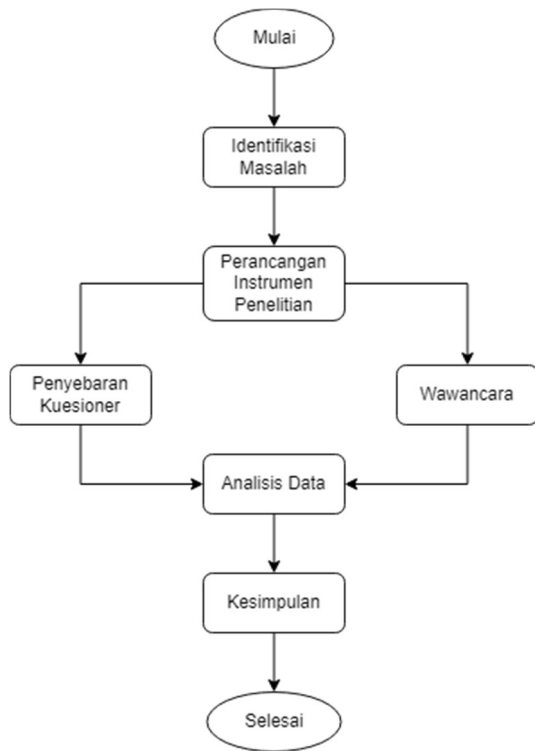 Mulai
Identifikasi
Masalah
Perancangan
Instrumen
Penelitian
Penyebaran
Kuesioner
Wawancara
Analisis Data
Kesimpulan
Selesai